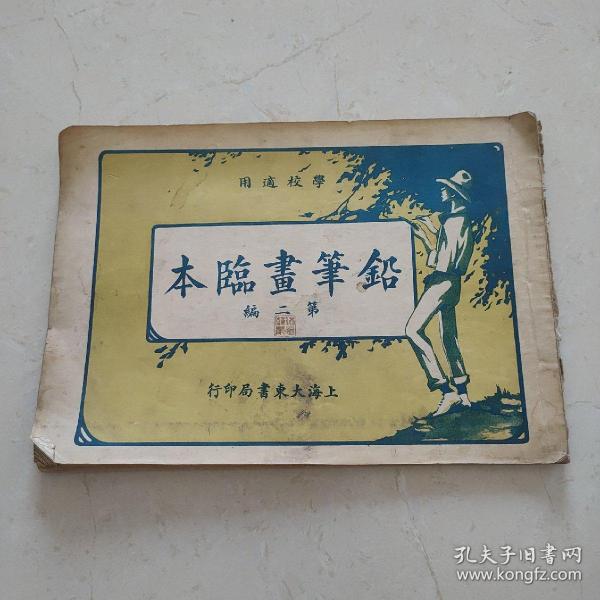 學校適用
鉛筆畫臨本
第二編
上海大東書局印行
孔夫子旧书网
www.kongfz.com